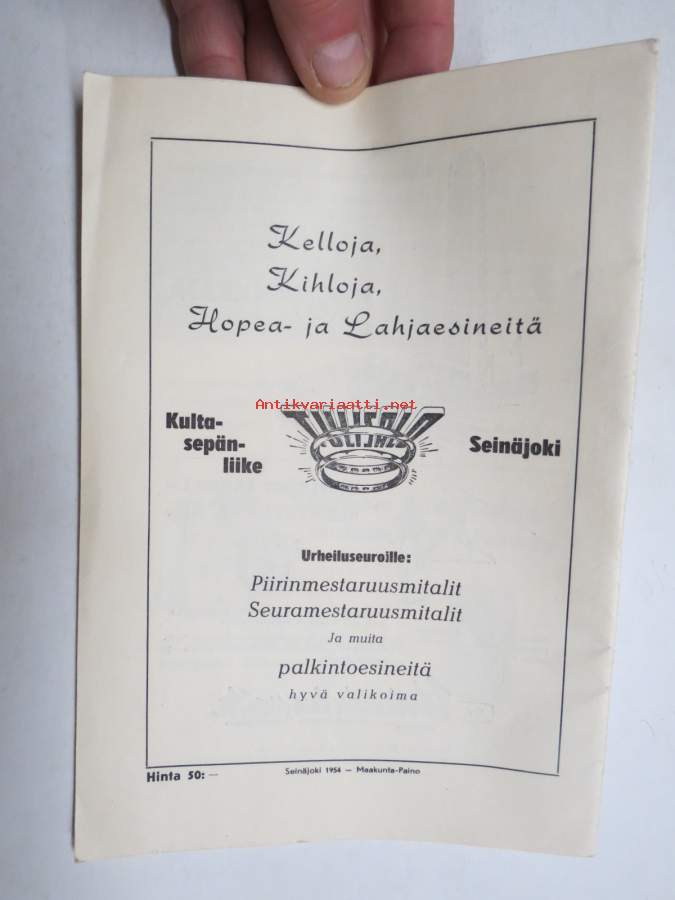 Kelloja,
Kihloja,
Hopea- ja Lahjaesineitä
Antikvariaatti.net
Kulta-
sepän-
liike
Seinäjoki
Urheiluseuroille:
Piirinmestaruusmitalit
Seuramestaruusmitalit
Ja muita
palkintoesineitä
hyvä valikoima
Hinta 50:—
Seinäjoki 1954 — Maakunta-Paino